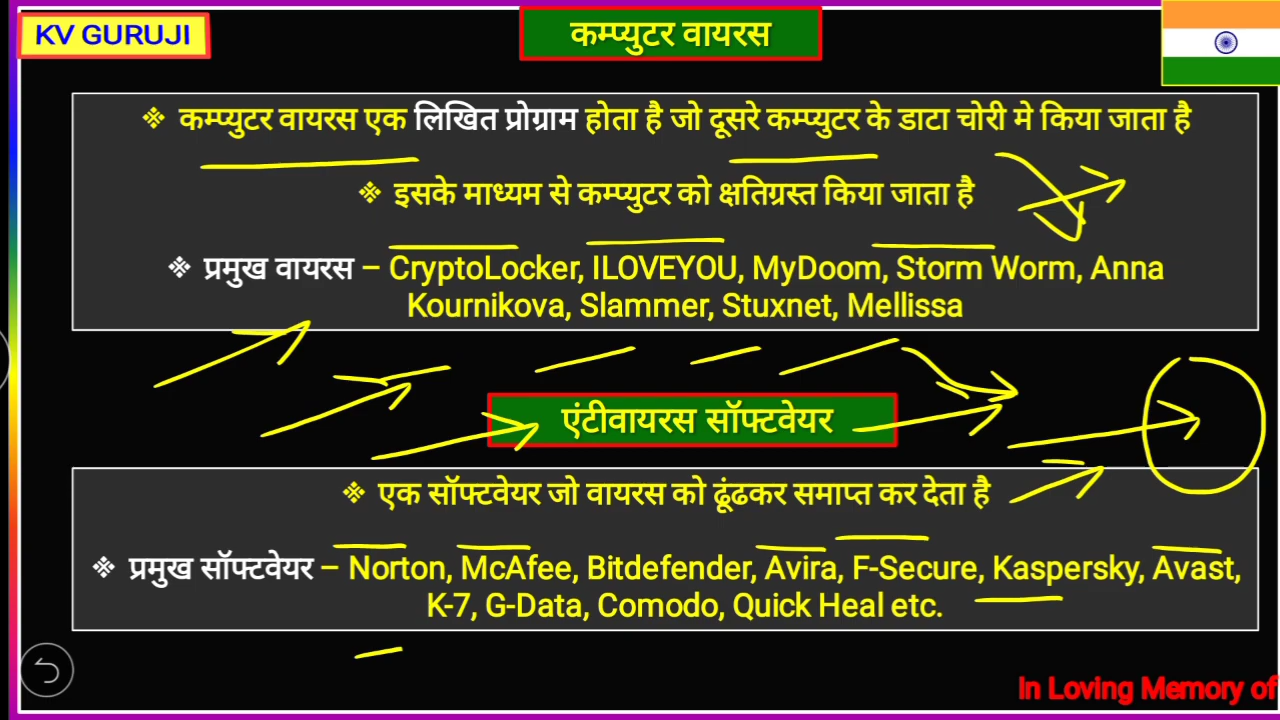 KV GURUJI
कम्प्युटर वायरस
❖ कम्प्युटर वायरस एक लिखित प्रोग्राम होता है जो दूसरे कम्प्युटर के डाटा चोरी मे किया जाता है
❖ इसके माध्यम से कम्प्युटर को क्षतिग्रस्त किया जाता है
❖ प्रमुख वायरस – CryptoLocker, ILOVEYOU, MyDoom, Storm Worm, Anna
Kournikova, Slammer, Stuxnet, Mellissa
एंटीवायरस सॉफ्टवेयर
❖ एक सॉफ्टवेयर जो वायरस को ढूंढकर समाप्त कर देता है
❖ प्रमुख सॉफ्टवेयर – Norton, McAfee, Bitdefender, Avira, F-Secure, Kaspersky, Avast,
K-7, G-Data, Comodo, Quick Heal etc.
In Loving Memory of